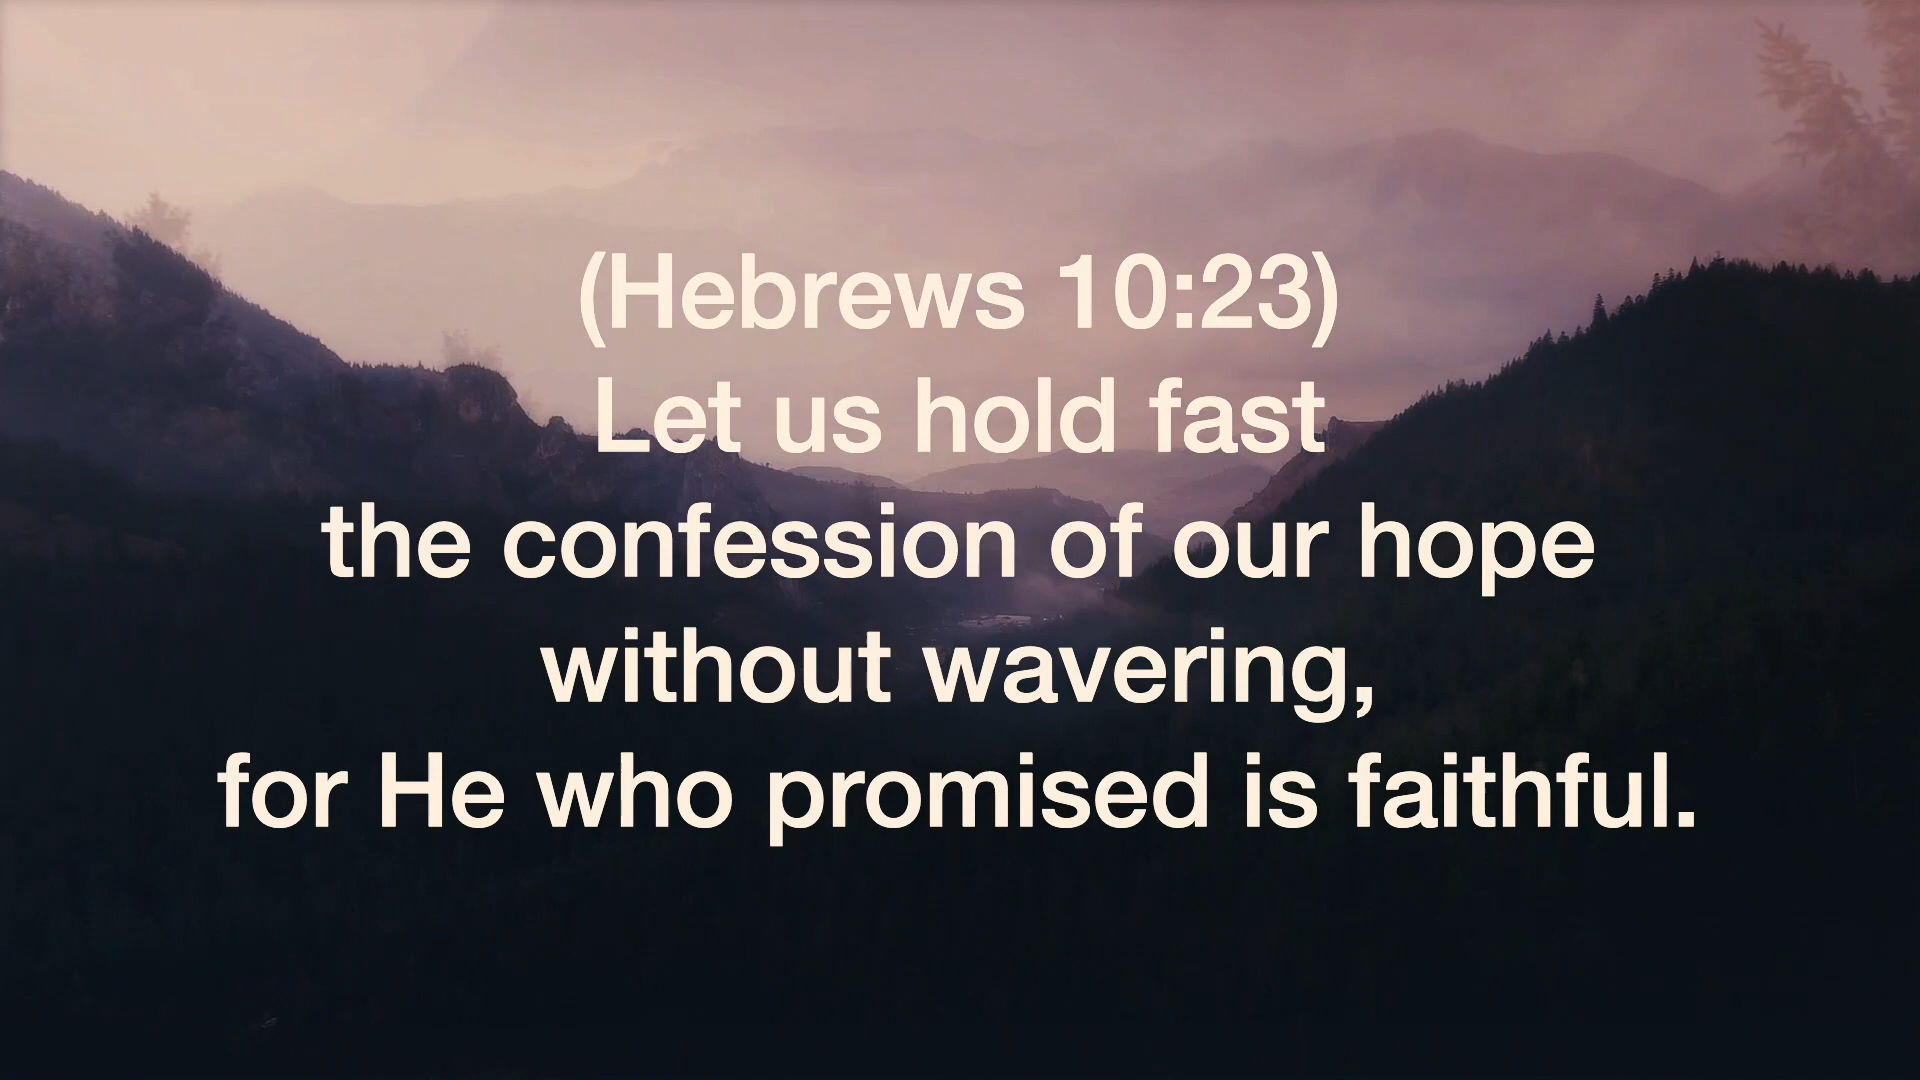 (Hebrews 10:23)
Let us hold fast
the confession of our hope
without wavering,
for He who promised is faithful.